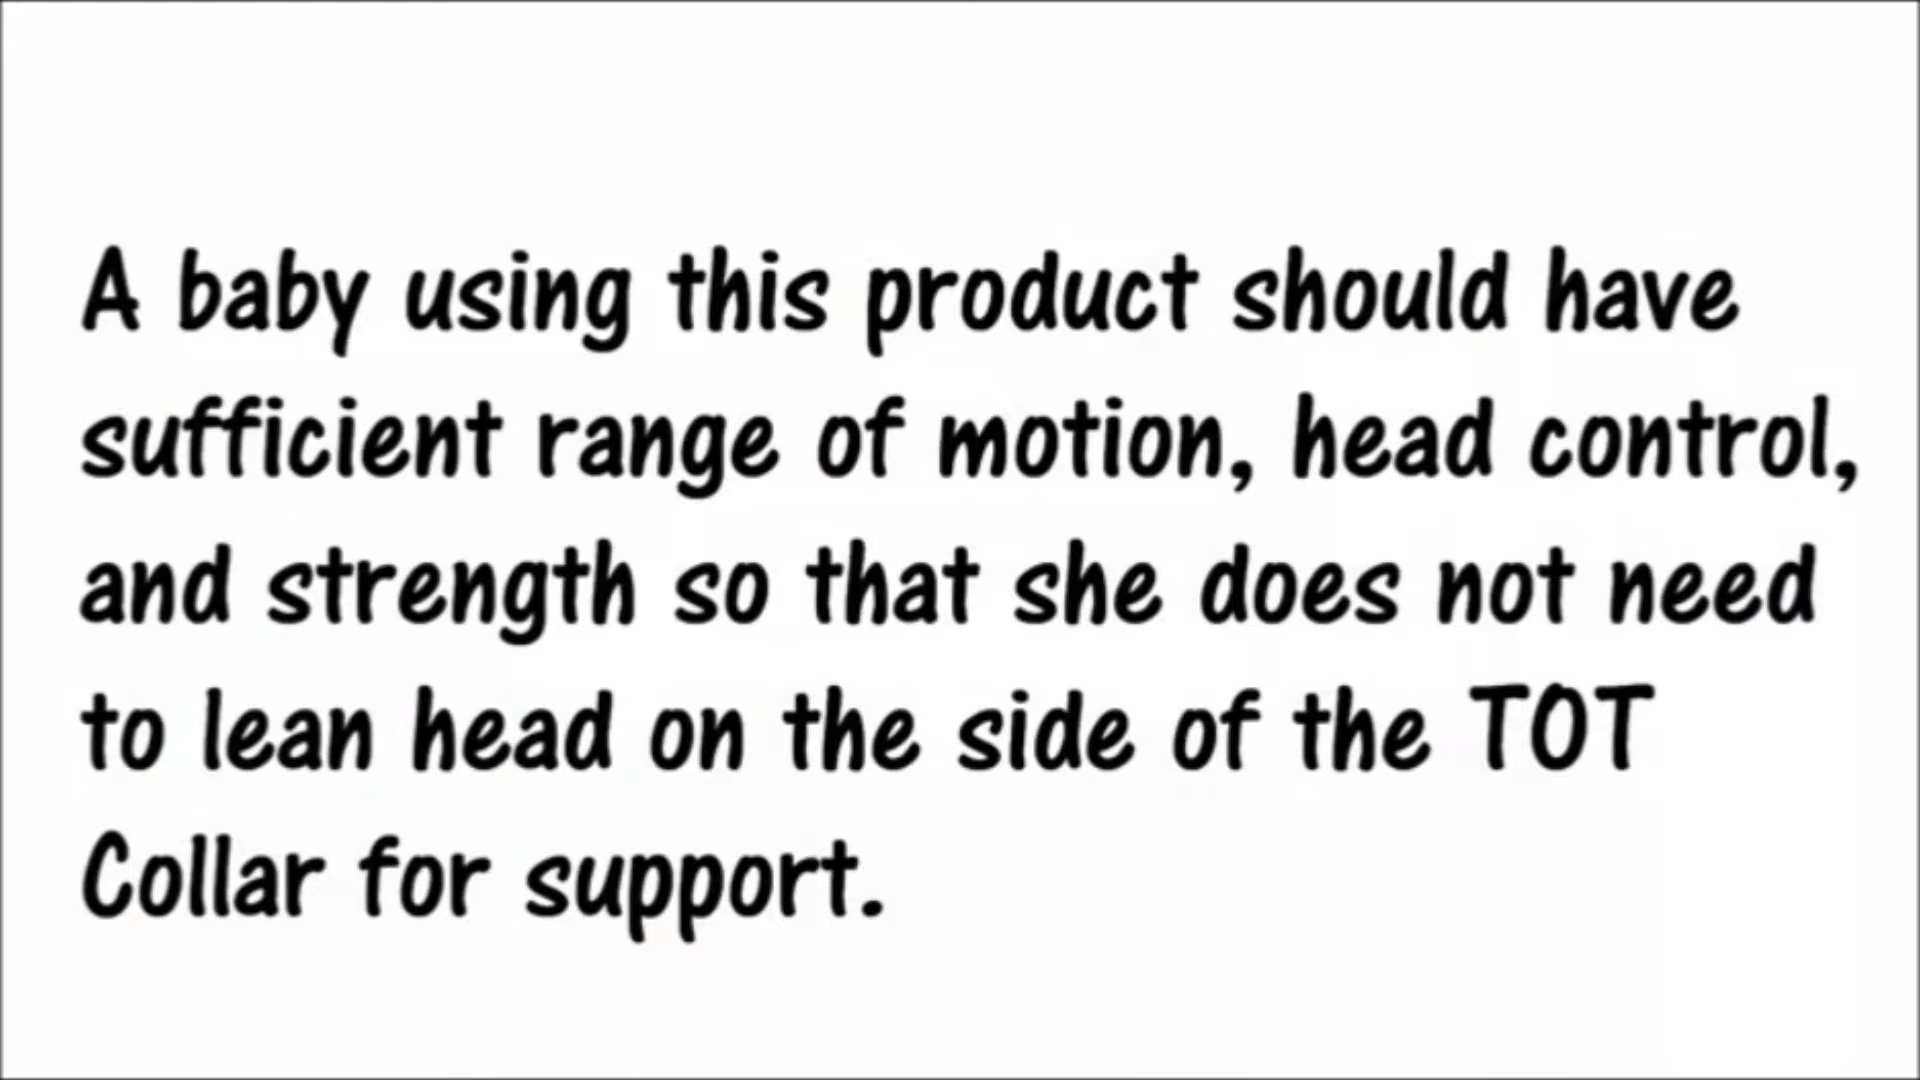 A baby using this product should have
sufficient range of motion, head control,
and strength so that she does not need
to lean head on the side of the TOT
Collar for support.